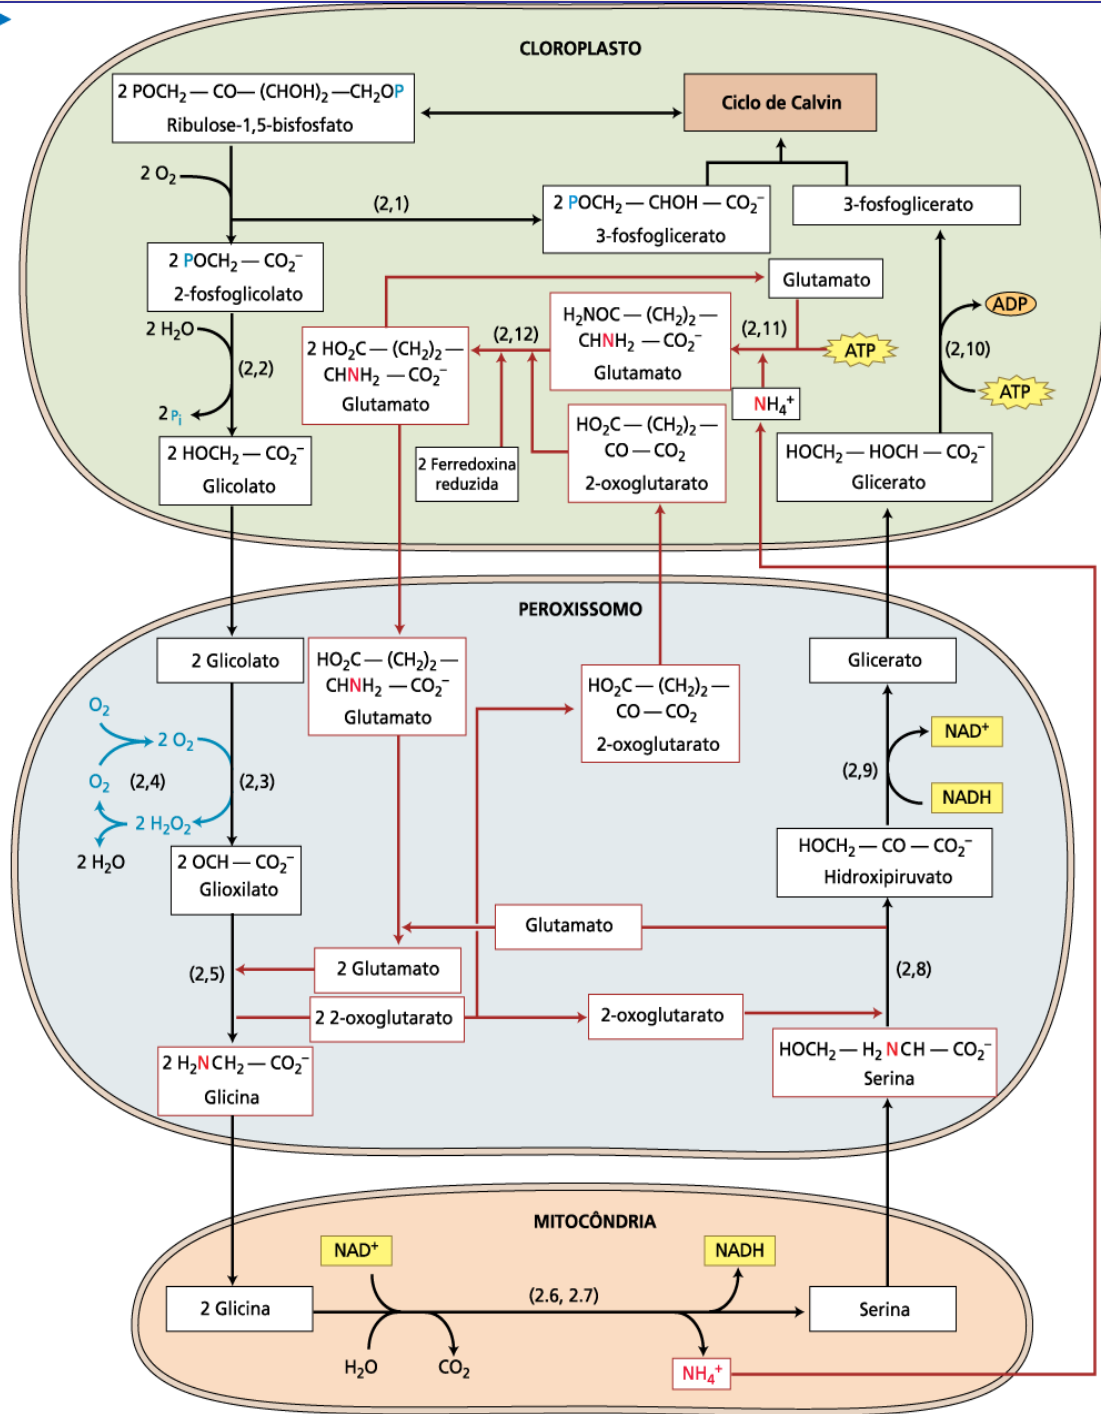 CLOROPLASTO
2 POCH₂ — CO — (CHOH)₂ — CH₂OP
Ribulose-1,5-bisfosfato
Ciclo de Calvin
2 O₂
(2,1)
2 POCH₂ — CHOH — CO₂⁻
3-fosfoglicerato
3-fosfoglicerato
2 POCH₂ — CO₂⁻
2-fosfoglicolato
Glutamato
2 H₂O
(2,2)
2 Pᵢ
2 HO₂C — (CH₂)₂ —
CHNH₂ — CO₂⁻
Glutamato
(2,12)
H₂NOC — (CH₂)₂ —
CHNH₂ — CO₂⁻
Glutamato
(2,11)
ATP
NH₄⁺
ADP
(2,10)
ATP
2 HOCH₂ — CO₂⁻
Glicolato
2 Ferredoxina
reduzida
HO₂C — (CH₂)₂ —
CO — CO₂
2-oxoglutarato
HOCH₂ — HOCH — CO₂⁻
Glicerato
PEROXISSOMO
2 Glicolato
HO₂C — (CH₂)₂ —
CHNH₂ — CO₂⁻
Glutamato
HO₂C — (CH₂)₂ —
CO — CO₂
2-oxoglutarato
Glicerato
O₂
2 O₂
O₂
(2,4)
(2,3)
2 H₂O₂
2 H₂O
NAD⁺
(2,9)
NADH
2 OCH — CO₂⁻
Glioxilato
HOCH₂ — CO — CO₂⁻
Hidroxipiruvato
Glutamato
(2,5)
2 Glutamato
(2,8)
2 2-oxoglutarato
2-oxoglutarato
2 H₂NCH₂ — CO₂⁻
Glicina
HOCH₂ — H₂NCH — CO₂⁻
Serina
MITOCÔNDRIA
NAD⁺
NADH
2 Glicina
(2.6, 2.7)
Serina
H₂O
CO₂
NH₄⁺